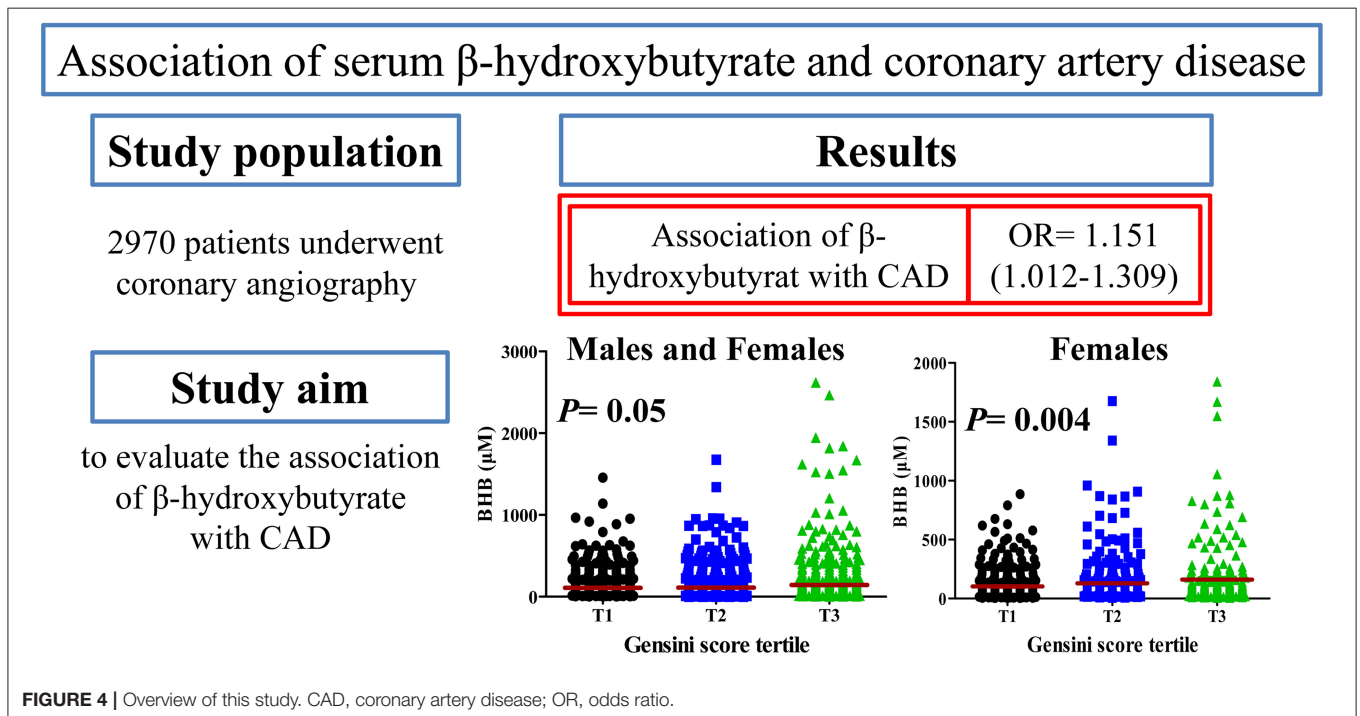 Association of serum β-hydroxybutyrate and coronary artery disease
Study population
2970 patients underwent
coronary angiography
Study aim
to evaluate the association
of β-hydroxybutyrate
with CAD
Results
Association of β-
hydroxybutyrat with CAD
OR= 1.151
(1.012-1.309)
Males and Females
P= 0.05
BHB (μM)
3000
2000
1000
0
T1 T2 T3
Gensini score tertile
Females
P= 0.004
BHB (μM)
2000
1500
1000
500
0
T1 T2 T3
Gensini score tertile
FIGURE 4 | Overview of this study. CAD, coronary artery disease; OR, odds ratio.